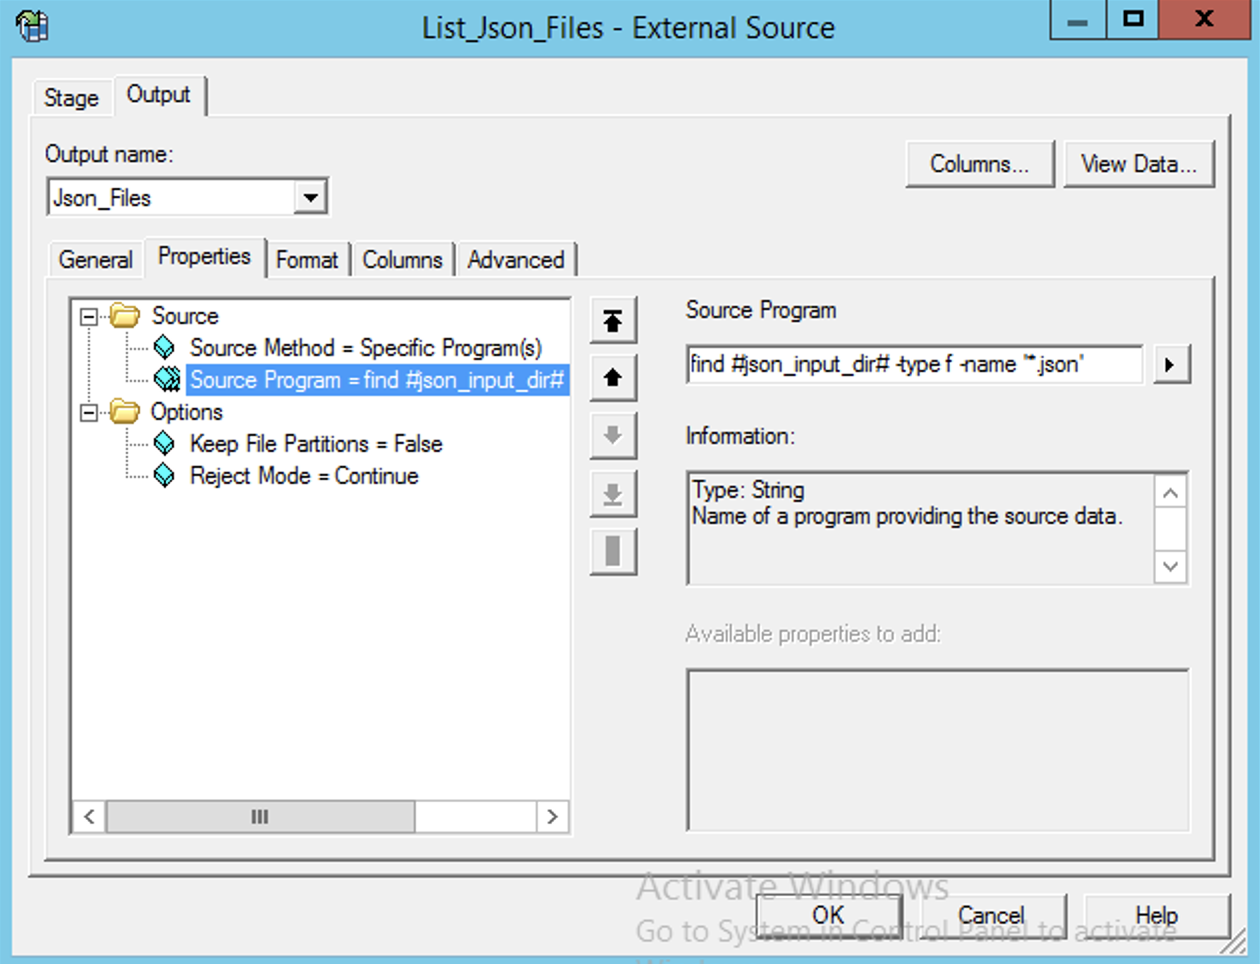 List_Json_Files - External Source
Stage
Output
Output name:
Columns...
View Data...
Json_Files
General
Properties
Format
Columns
Advanced
Source
Source Method = Specific Program(s)
Source Program = find #json_input_dir#
Options
Keep File Partitions = False
Reject Mode = Continue
Source Program
find #json_input_dir# -type f -name '*.json'
Information:
Type: String
Name of a program providing the source data.
Available properties to add:
Activate Windows
OK
Cancel
Help
Go to System in Control Panel to activate